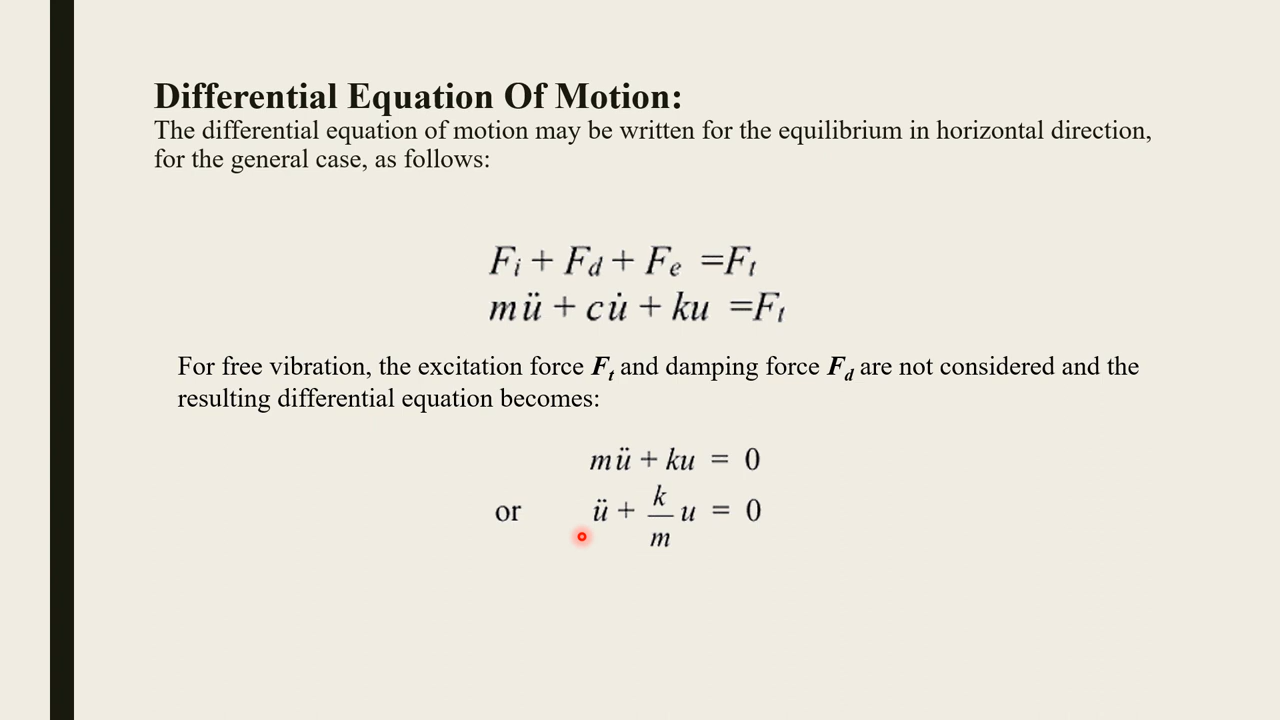 Differential Equation Of Motion:
The differential equation of motion may be written for the equilibrium in horizontal direction,
for the general case, as follows:
Fᵢ + F_d + Fₑ =Fₜ
mü + cu̇ + ku =Fₜ
For free vibration, the excitation force Fₜ and damping force F_d are not considered and the
resulting differential equation becomes:
mü + ku = 0
or ü + k/m u = 0